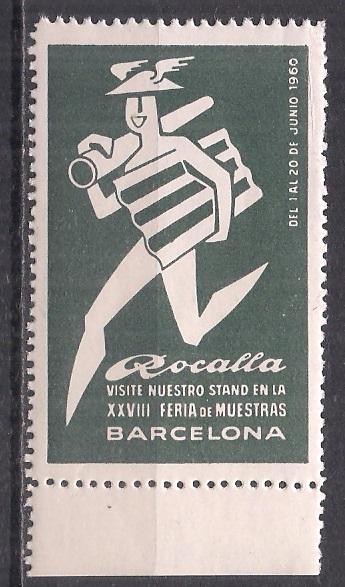 DEL 1 AL 20 DE JUNIO 1960
Rocalla
VISITE NUESTRO STAND EN LA
XXVIII FERIA DE MUESTRAS
BARCELONA